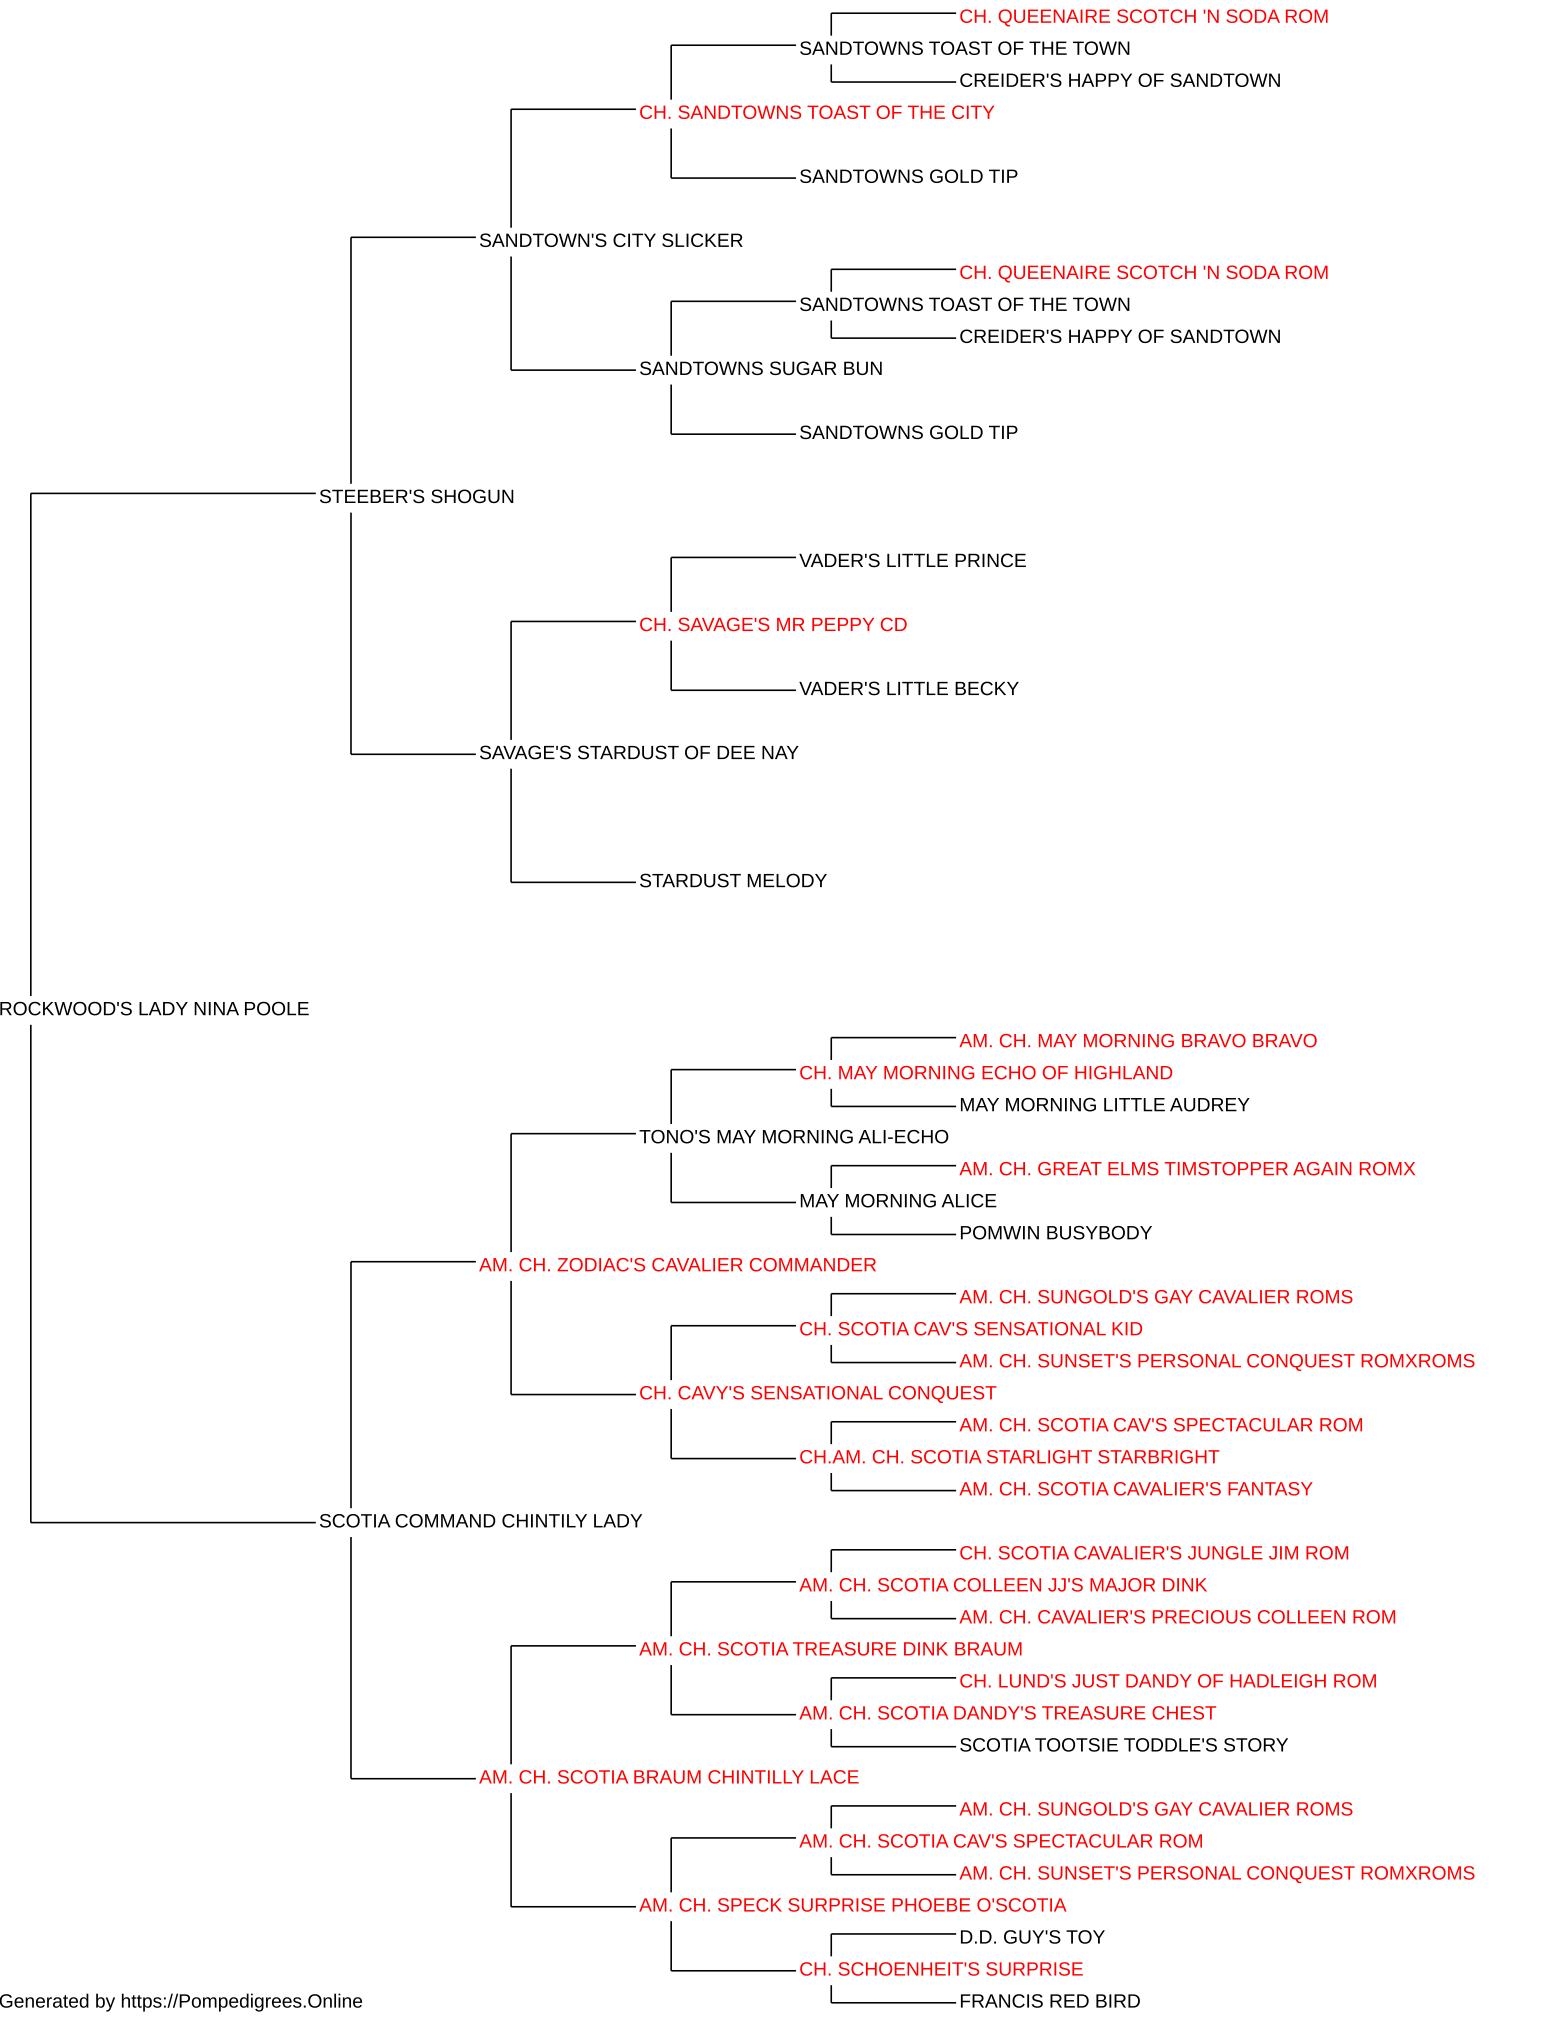 CH. QUEENAIRE SCOTCH 'N SODA ROM
SANDTOWNS TOAST OF THE TOWN
CREIDER'S HAPPY OF SANDTOWN
CH. SANDTOWNS TOAST OF THE CITY
SANDTOWNS GOLD TIP
SANDTOWN'S CITY SLICKER
CH. QUEENAIRE SCOTCH 'N SODA ROM
SANDTOWNS TOAST OF THE TOWN
CREIDER'S HAPPY OF SANDTOWN
SANDTOWNS SUGAR BUN
SANDTOWNS GOLD TIP
STEEBER'S SHOGUN
VADER'S LITTLE PRINCE
CH. SAVAGE'S MR PEPPY CD
VADER'S LITTLE BECKY
SAVAGE'S STARDUST OF DEE NAY
STARDUST MELODY
ROCKWOOD'S LADY NINA POOLE
AM. CH. MAY MORNING BRAVO BRAVO
CH. MAY MORNING ECHO OF HIGHLAND
MAY MORNING LITTLE AUDREY
TONO'S MAY MORNING ALI-ECHO
AM. CH. GREAT ELMS TIMSTOPPER AGAIN ROMX
MAY MORNING ALICE
POMWIN BUSYBODY
AM. CH. ZODIAC'S CAVALIER COMMANDER
AM. CH. SUNGOLD'S GAY CAVALIER ROMS
CH. SCOTIA CAV'S SENSATIONAL KID
AM. CH. SUNSET'S PERSONAL CONQUEST ROMXROMS
CH. CAVY'S SENSATIONAL CONQUEST
AM. CH. SCOTIA CAV'S SPECTACULAR ROM
CH.AM. CH. SCOTIA STARLIGHT STARBRIGHT
AM. CH. SCOTIA CAVALIER'S FANTASY
SCOTIA COMMAND CHINTILY LADY
CH. SCOTIA CAVALIER'S JUNGLE JIM ROM
AM. CH. SCOTIA COLLEEN JJ'S MAJOR DINK
AM. CH. CAVALIER'S PRECIOUS COLLEEN ROM
AM. CH. SCOTIA TREASURE DINK BRAUM
CH. LUND'S JUST DANDY OF HADLEIGH ROM
AM. CH. SCOTIA DANDY'S TREASURE CHEST
SCOTIA TOOTSIE TODDLE'S STORY
AM. CH. SCOTIA BRAUM CHINTILLY LACE
AM. CH. SUNGOLD'S GAY CAVALIER ROMS
AM. CH. SCOTIA CAV'S SPECTACULAR ROM
AM. CH. SUNSET'S PERSONAL CONQUEST ROMXROMS
AM. CH. SPECK SURPRISE PHOEBE O'SCOTIA
D.D. GUY'S TOY
CH. SCHOENHEIT'S SURPRISE
FRANCIS RED BIRD
Generated by https://Pompedigrees.Online